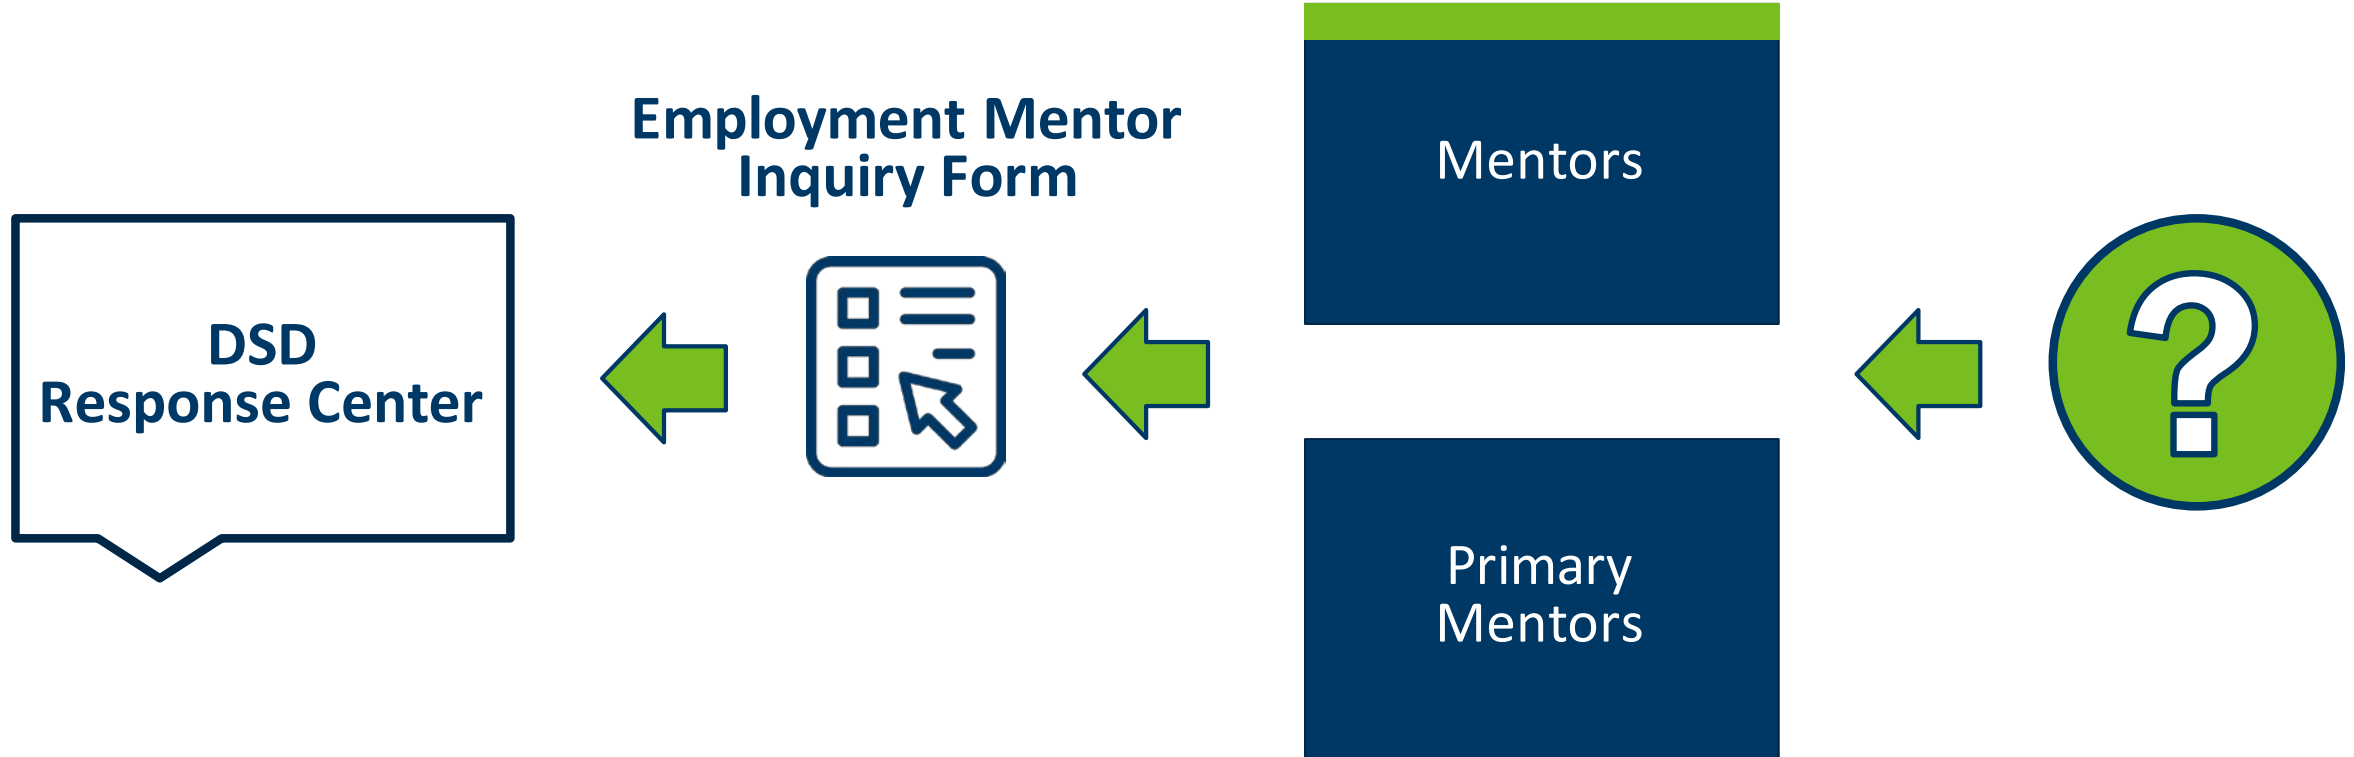 Employment Mentor
Inquiry Form
Mentors
DSD
Response Center
Primary
Mentors
?